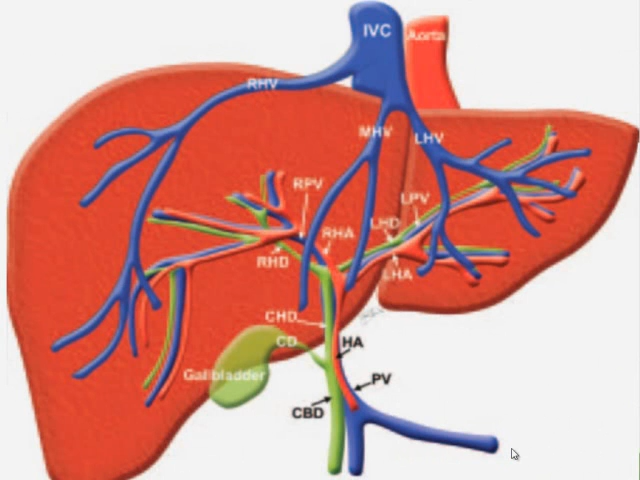 IVC
Aorta
RHV
MHV
LHV
RPV
LPV
LHD
RHA
RHD
LHA
CHD
CD
HA
Gallbladder
PV
CBD